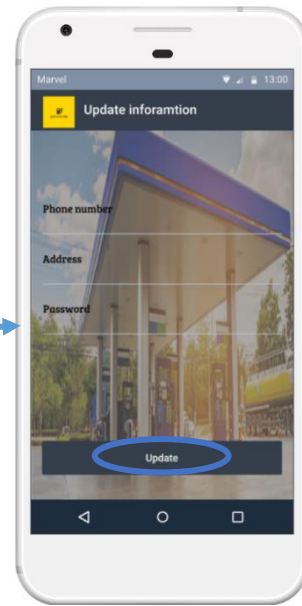 Marvel 13:00
Update inforamtion
Phone number
Address
Password
Update